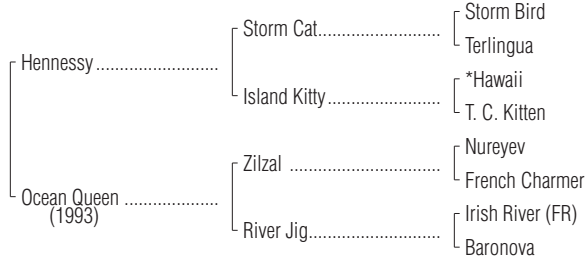 Storm Bird
Storm Cat
Terlingua
Hennessy
*Hawaii
Island Kitty
T. C. Kitten
Nureyev
Zilzal
French Charmer
Ocean Queen
(1993)
Irish River (FR)
River Jig
Baronova